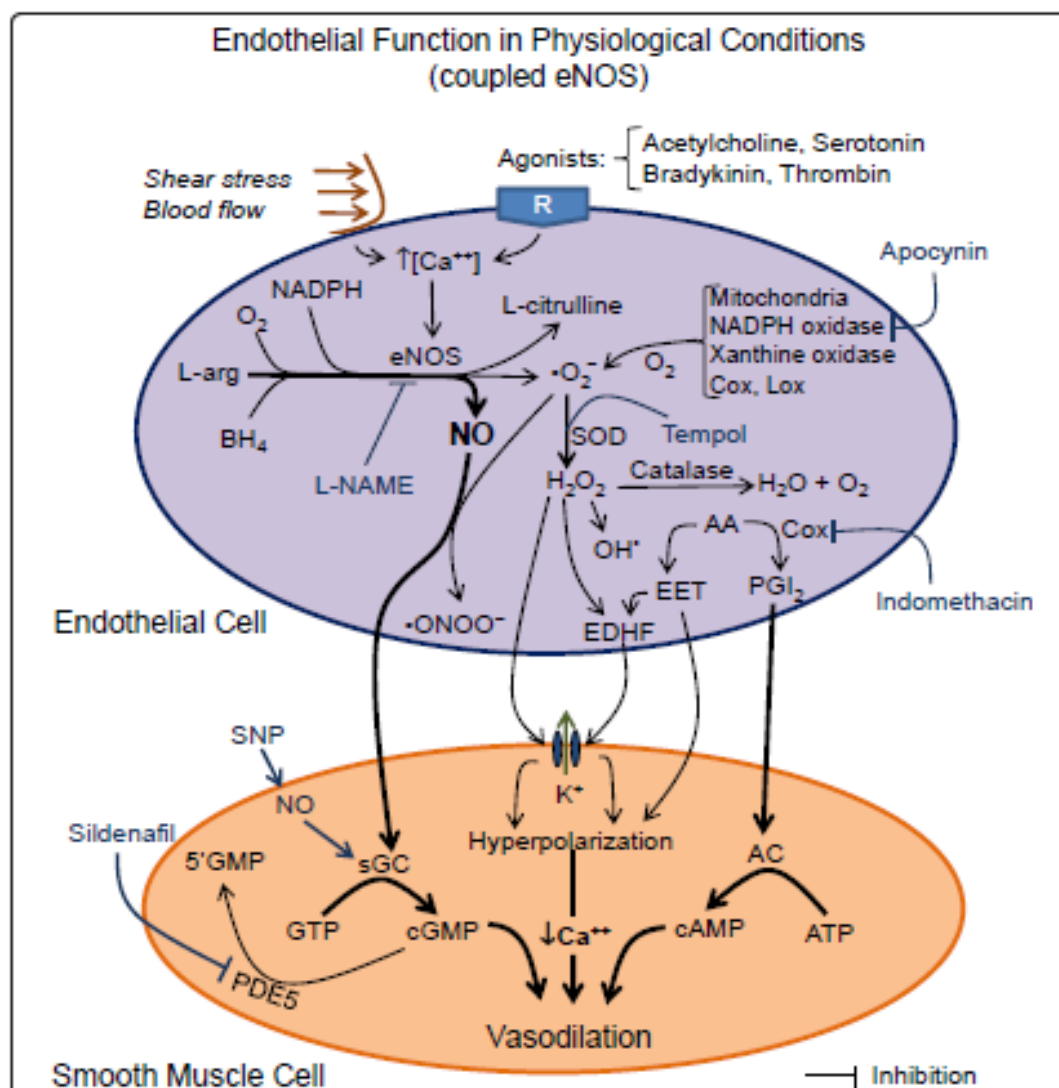 Endothelial Function in Physiological Conditions
(coupled eNOS)
Agonists:
Acetylcholine, Serotonin
Bradykinin, Thrombin
Shear stress
Blood flow
R
Apocynin
↑[Ca⁺⁺]
NADPH
O₂
L-citrulline
Mitochondria
NADPH oxidase
Xanthine oxidase
Cox, Lox
eNOS
L-arg
•O₂⁻
O₂
BH₄
NO
SOD
Tempol
L-NAME
H₂O₂
Catalase
H₂O + O₂
OH•
AA
Cox
EET
PGI₂
Indomethacin
Endothelial Cell
•ONOO⁻
EDHF
SNP
NO
K⁺
Sildenafil
5'GMP
sGC
Hyperpolarization
AC
GTP
cGMP
↓Ca⁺⁺
cAMP
ATP
PDE5
Vasodilation
Smooth Muscle Cell
Inhibition